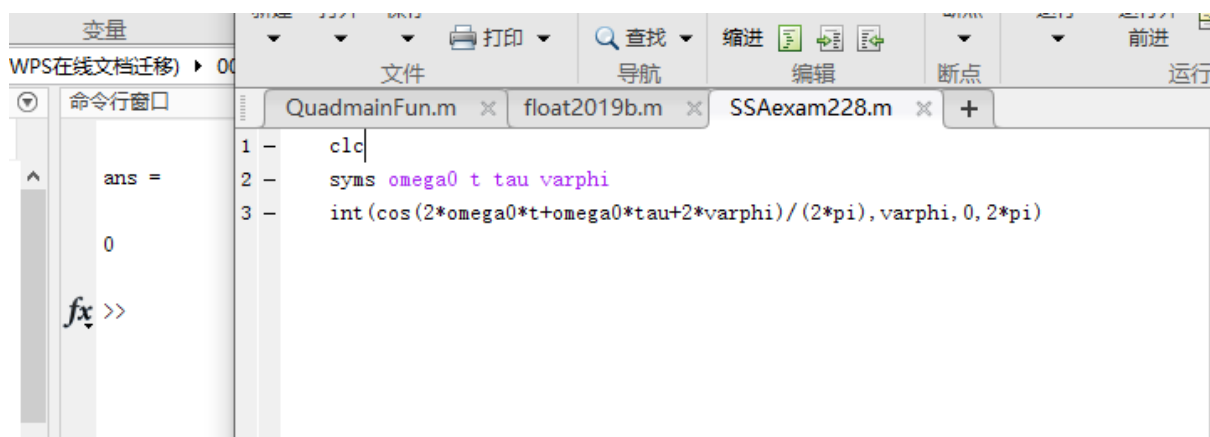 变量
打印
查找
缩进
前进
文件
导航
编辑
断点
运行
WPS在线文档迁移) ▸ 00
命令行窗口
QuadmainFun.m
float2019b.m
SSAexam228.m
+
1 - clc
2 - syms omega0 t tau varphi
3 - int(cos(2*omega0*t+omega0*tau+2*varphi)/(2*pi),varphi,0,2*pi)
ans =
0
fx >>